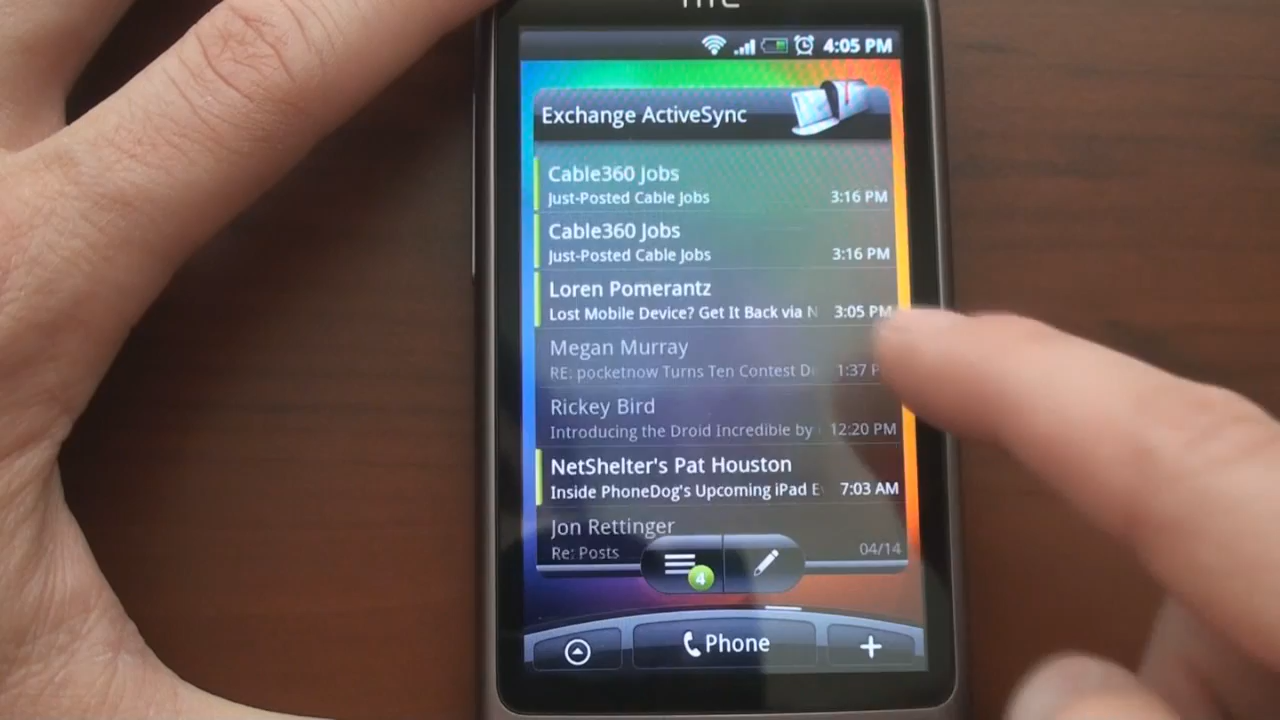 hTC
4:05 PM
Exchange ActiveSync
Cable360 Jobs
Just-Posted Cable Jobs 3:16 PM
Cable360 Jobs
Just-Posted Cable Jobs 3:16 PM
Loren Pomerantz
Lost Mobile Device? Get It Back via N 3:05 PM
Megan Murray
RE: pocketnow Turns Ten Contest D 1:37 P
Rickey Bird
Introducing the Droid Incredible by 12:20 PM
NetShelter's Pat Houston
Inside PhoneDog's Upcoming iPad E 7:03 AM
Jon Rettinger
Re: Posts 04/14
4
Phone